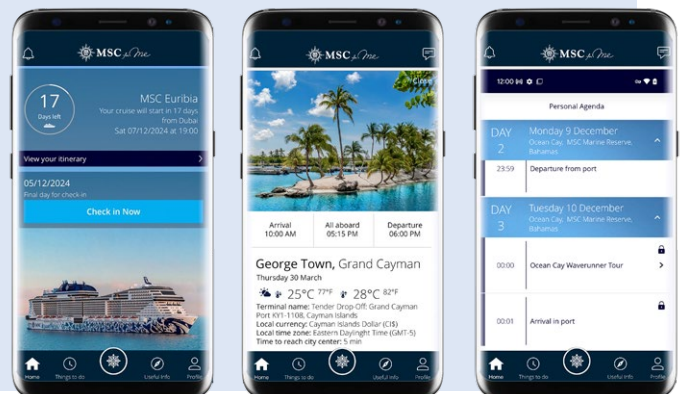 MSC & Me
17
Days left
MSC Euribia
Your cruise will start in 17 days
from Dubai
Sat 07/12/2024 at 19:00
View your itinerary
05/12/2024
Final day for check-in
Check in Now
Home
Things to do
Useful Info
Profile
MSC & Me
Close
Arrival
10:00 AM
All aboard
05:15 PM
Departure
06:00 PM
George Town, Grand Cayman
Thursday 30 March
25°C 77°F 28°C 82°F
Terminal name: Tender Drop-Off: Grand Cayman
Port KY1-1108, Cayman Islands
Local currency: Cayman Islands Dollar (CI$)
Local time zone: Eastern Daylinght Time (GMT-5)
Time to reach city center: 5 min
Home
Things to do
Useful Info
Profile
MSC & Me
12:00
Personal Agenda
DAY
2
Monday 9 December
Ocean Cay, MSC Marine Reserve,
Bahamas
23:59
Departure from port
DAY
3
Tuesday 10 December
Ocean Cay, MSC Marine Reserve,
Bahamas
00:00
Ocean Cay Waverunner Tour
00:01
Arrival in port
Home
Things to do
Useful Info
Profile